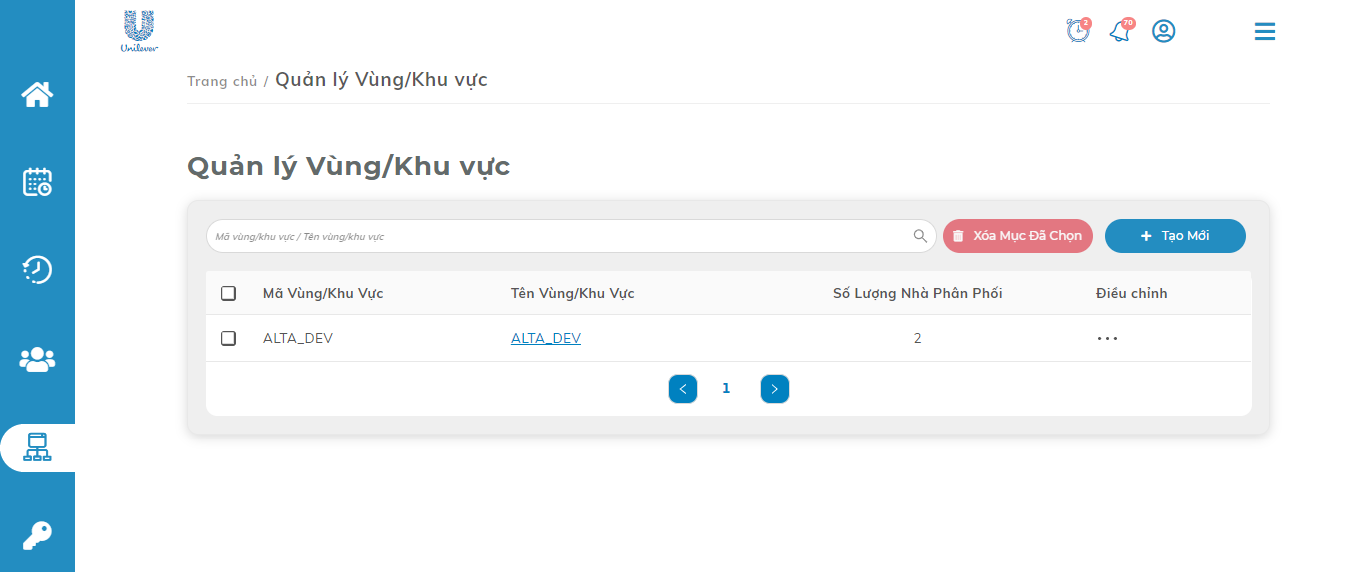 Unilever
2
70
Trang chủ / Quản lý Vùng/Khu vực
Quản lý Vùng/Khu vực
Mã vùng/khu vực / Tên vùng/khu vực
Xóa Mục Đã Chọn
Tạo Mới
Mã Vùng/Khu Vực
Tên Vùng/Khu Vực
Số Lượng Nhà Phân Phối
Điều chỉnh
ALTA_DEV
ALTA_DEV
2
1